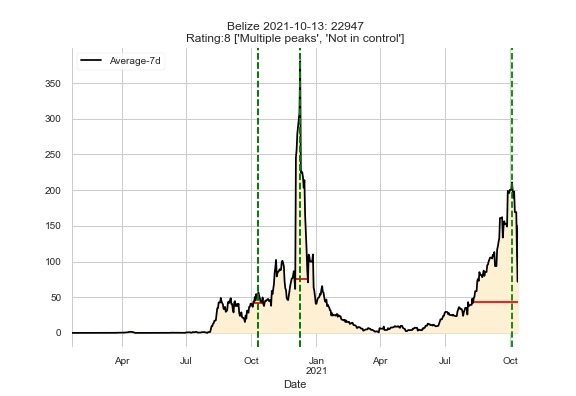 Belize 2021-10-13: 22947
Rating:8 ['Multiple peaks', 'Not in control']
Average-7d
350
300
250
200
150
100
50
0
Apr Jul Oct Jan Apr Jul Oct
2021
Date